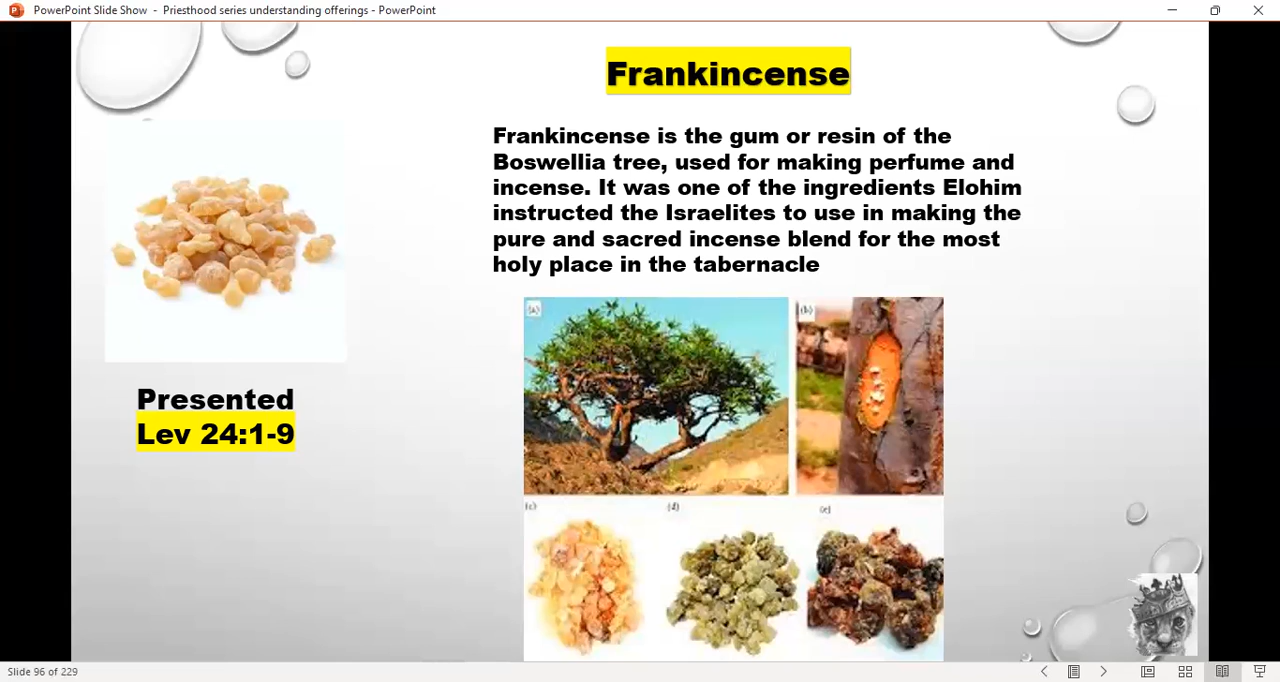 PowerPoint Slide Show - Priesthood series understanding offerings - PowerPoint
Frankincense
Frankincense is the gum or resin of the
Boswellia tree, used for making perfume and
incense. It was one of the ingredients Elohim
instructed the Israelites to use in making the
pure and sacred incense blend for the most
holy place in the tabernacle
Presented
Lev 24:1-9
(a)
(b)
(c)
(d)
(e)
Slide 96 of 229